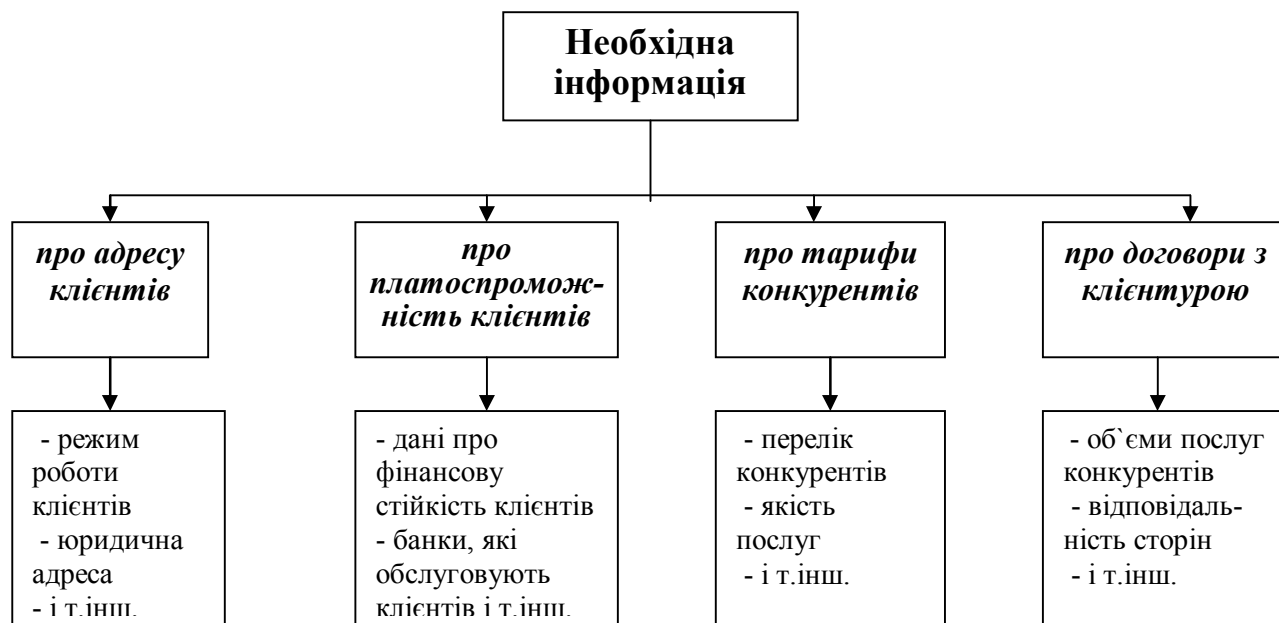 Необхідна
інформація
про адресу
клієнтів
про
платоспромож-
ність клієнтів
про тарифи
конкурентів
про договори з
клієнтурою
- режим
роботи
клієнтів
- юридична
адреса
- і т.інш.
- дані про
фінансову
стійкість клієнтів
- банки, які
обслуговують
клієнтів і т.інш.
- перелік
конкурентів
- якість
послуг
- і т.інш.
- об`єми послуг
конкурентів
- відповідаль-
ність сторін
- і т.інш.